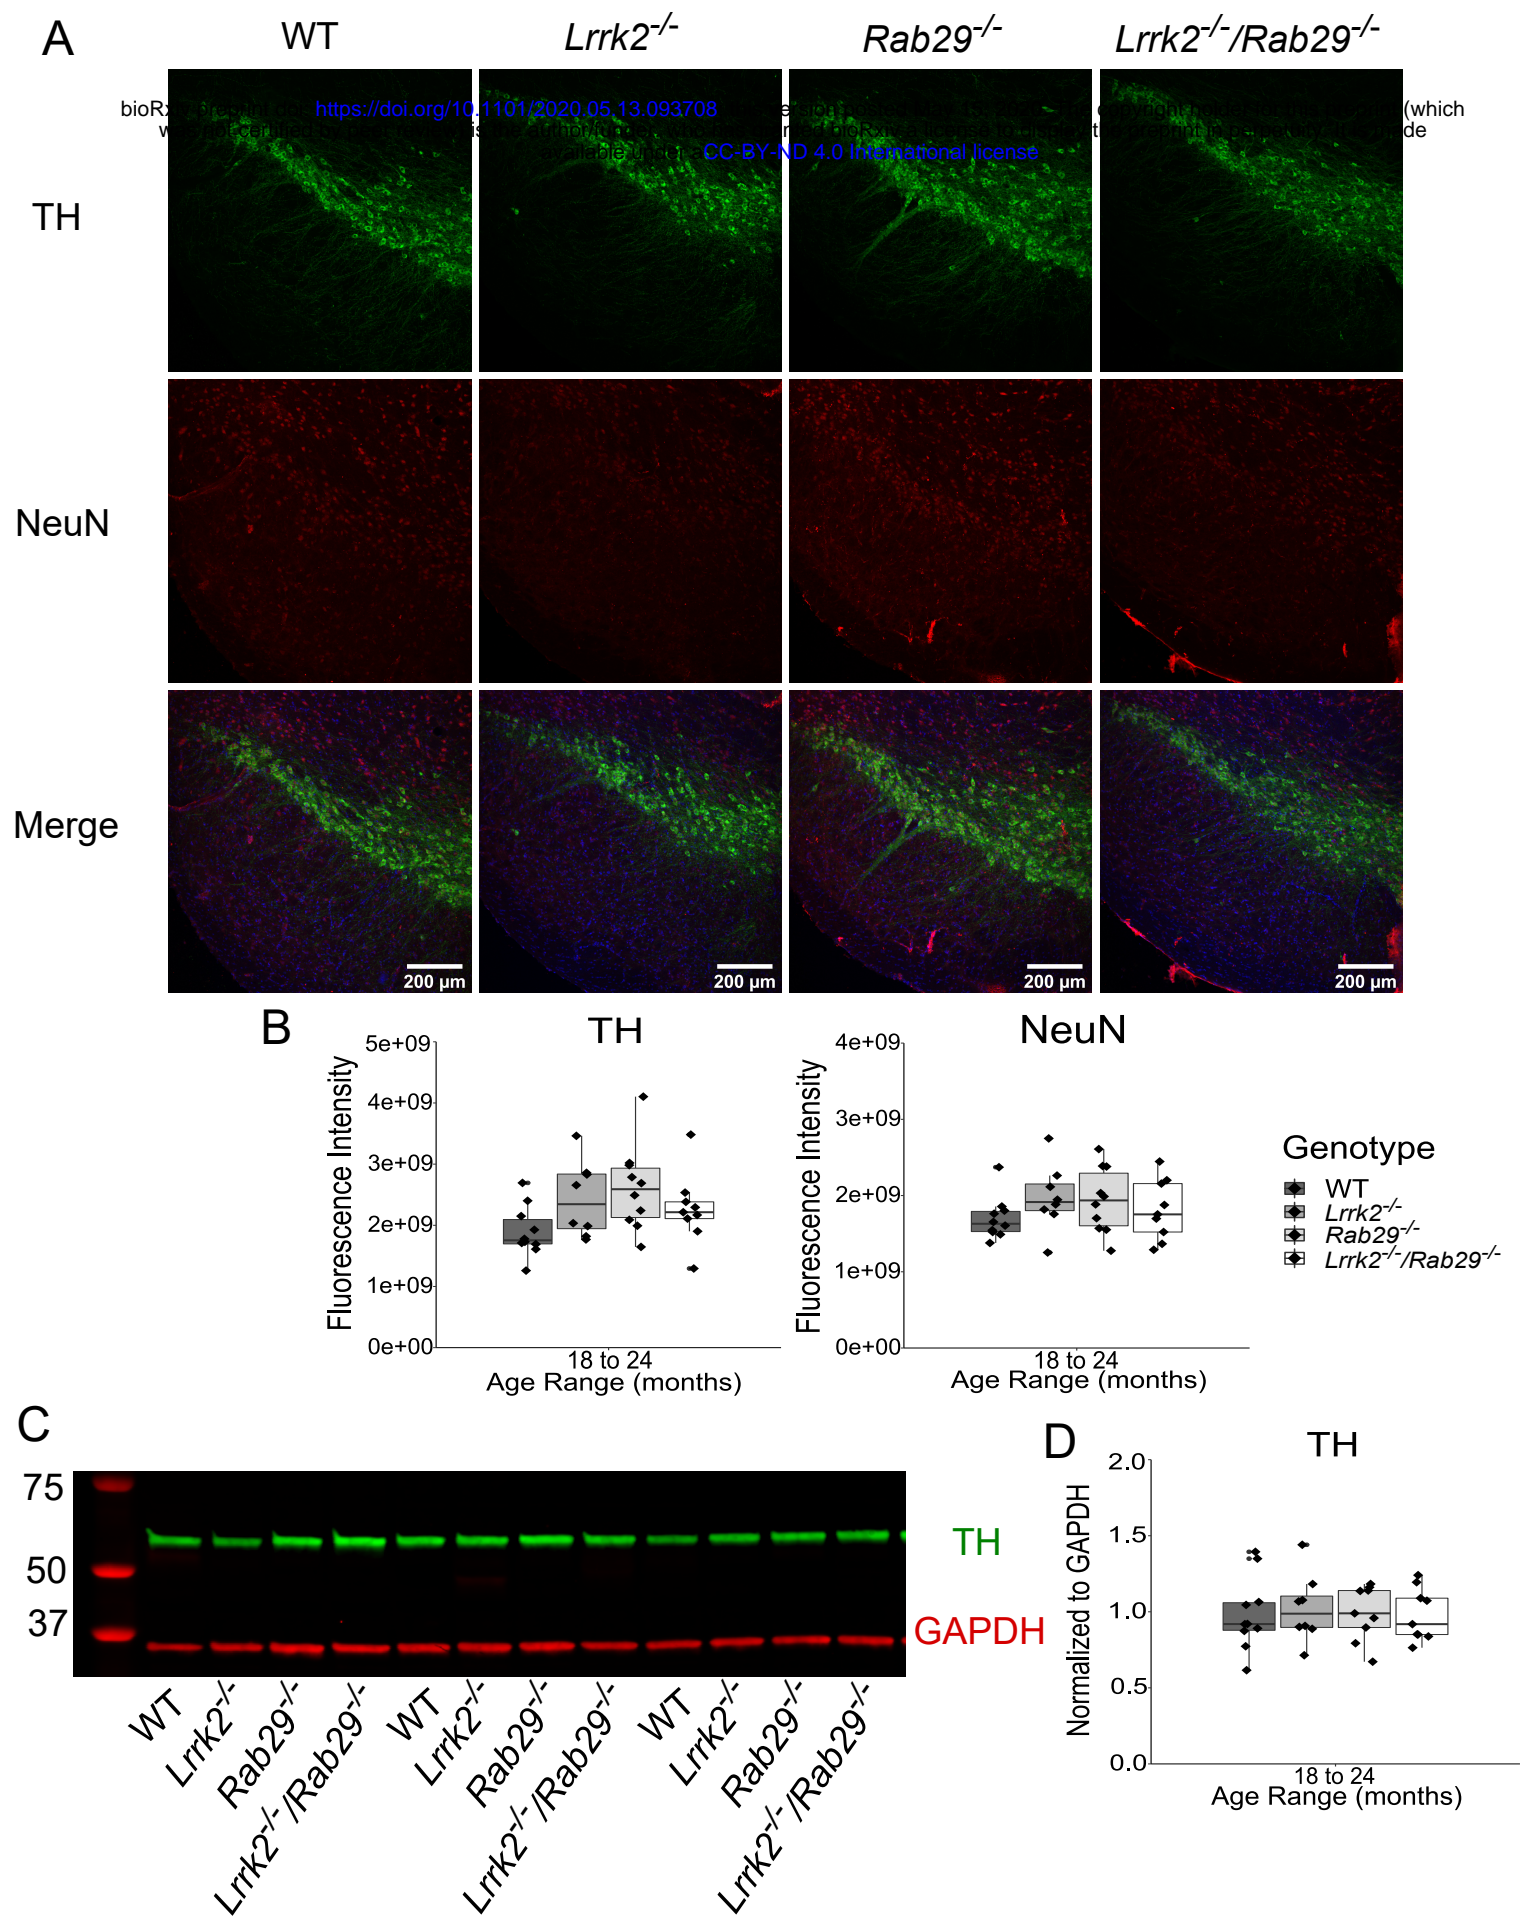 A
WT
Lrrk2-/-
Rab29-/-
Lrrk2-/-/Rab29-/-
https://doi.org/10.1101/2020.05.13.093708
(which
available under a CC-BY-ND 4.0 International license
TH
NeuN
Merge
200 µm
200 µm
200 µm
200 µm
B
TH
Fluorescence Intensity
5e+09
4e+09
3e+09
2e+09
1e+09
0e+00
18 to 24
Age Range (months)
NeuN
Fluorescence Intensity
4e+09
3e+09
2e+09
1e+09
0e+00
18 to 24
Age Range (months)
Genotype
WT
Lrrk2-/-
Rab29-/-
Lrrk2-/-/Rab29-/-
C
75
50
37
TH
GAPDH
WT
Lrrk2-/-
Rab29-/-
Lrrk2-/-/Rab29-/-
WT
Lrrk2-/-
Rab29-/-
Lrrk2-/-/Rab29-/-
WT
Lrrk2-/-
Rab29-/-
Lrrk2-/-/Rab29-/-
D
TH
Normalized to GAPDH
2.0
1.5
1.0
0.5
0.0
18 to 24
Age Range (months)